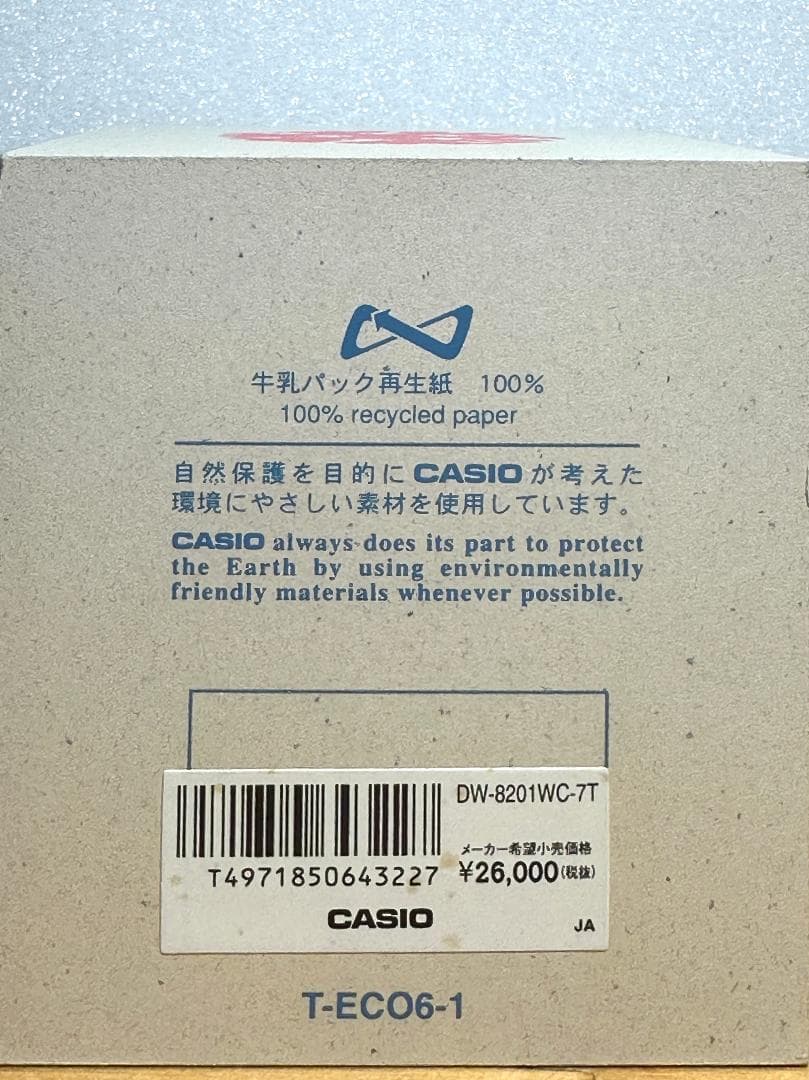 牛乳パック再生紙　100%
100% recycled paper
自然保護を目的にCASIOが考えた
環境にやさしい素材を使用しています。
CASIO always does its part to protect
the Earth by using environmentally
friendly materials whenever possible.
DW-8201WC-7T
メーカー希望小売価格
T4971850643227
¥26,000(税抜)
CASIO
JA
T-ECO6-1